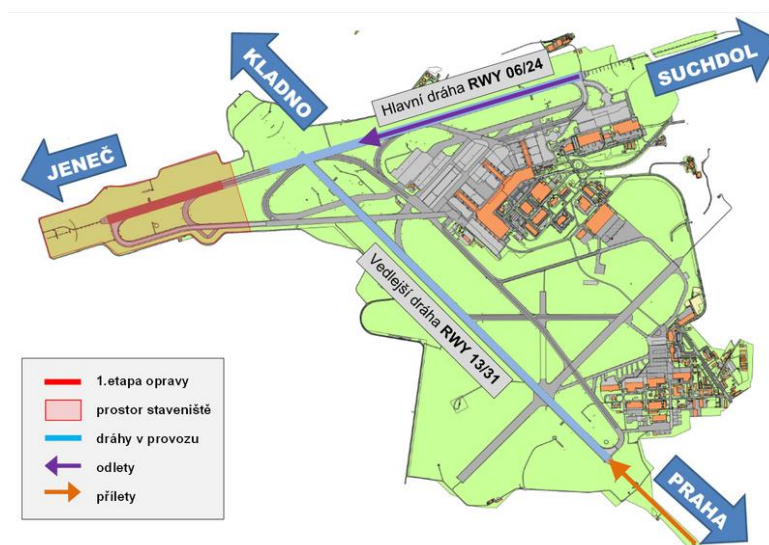 KLADNO
SUCHDOL
Hlavní dráha RWY 06/24
JENEČ
Vedlejší dráha RWY 13/31
1.etapa opravy
prostor staveniště
dráhy v provozu
odlety
přílety
PRAHA